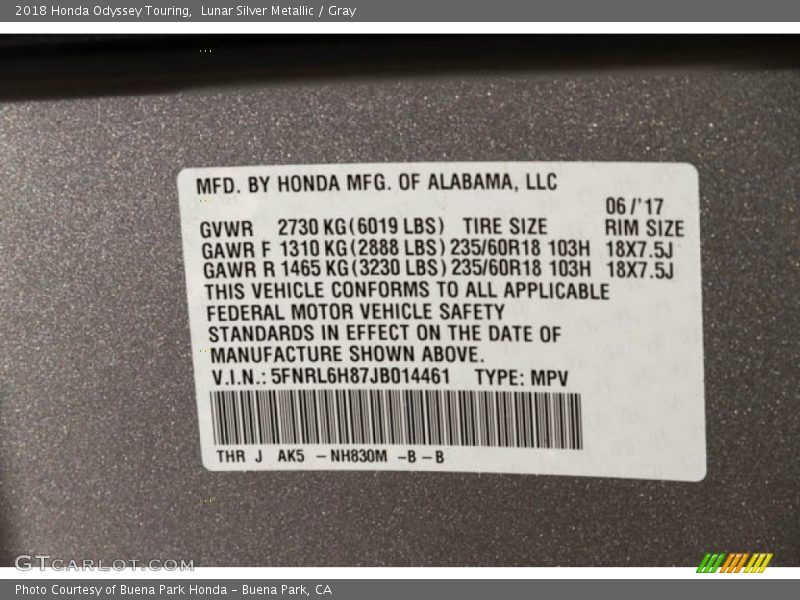 2018 Honda Odyssey Touring, Lunar Silver Metallic / Gray
MFD. BY HONDA MFG. OF ALABAMA, LLC
06/'17
GVWR 2730 KG(6019 LBS) TIRE SIZE RIM SIZE
GAWR F 1310 KG(2888 LBS) 235/60R18 103H 18X7.5J
GAWR R 1465 KG(3230 LBS) 235/60R18 103H 18X7.5J
THIS VEHICLE CONFORMS TO ALL APPLICABLE
FEDERAL MOTOR VEHICLE SAFETY
STANDARDS IN EFFECT ON THE DATE OF
MANUFACTURE SHOWN ABOVE.
V.I.N.: 5FNRL6H87JB014461 TYPE: MPV
THR J AK5 - NH830M -B - B
GTCARLOT.COM
Photo Courtesy of Buena Park Honda - Buena Park, CA